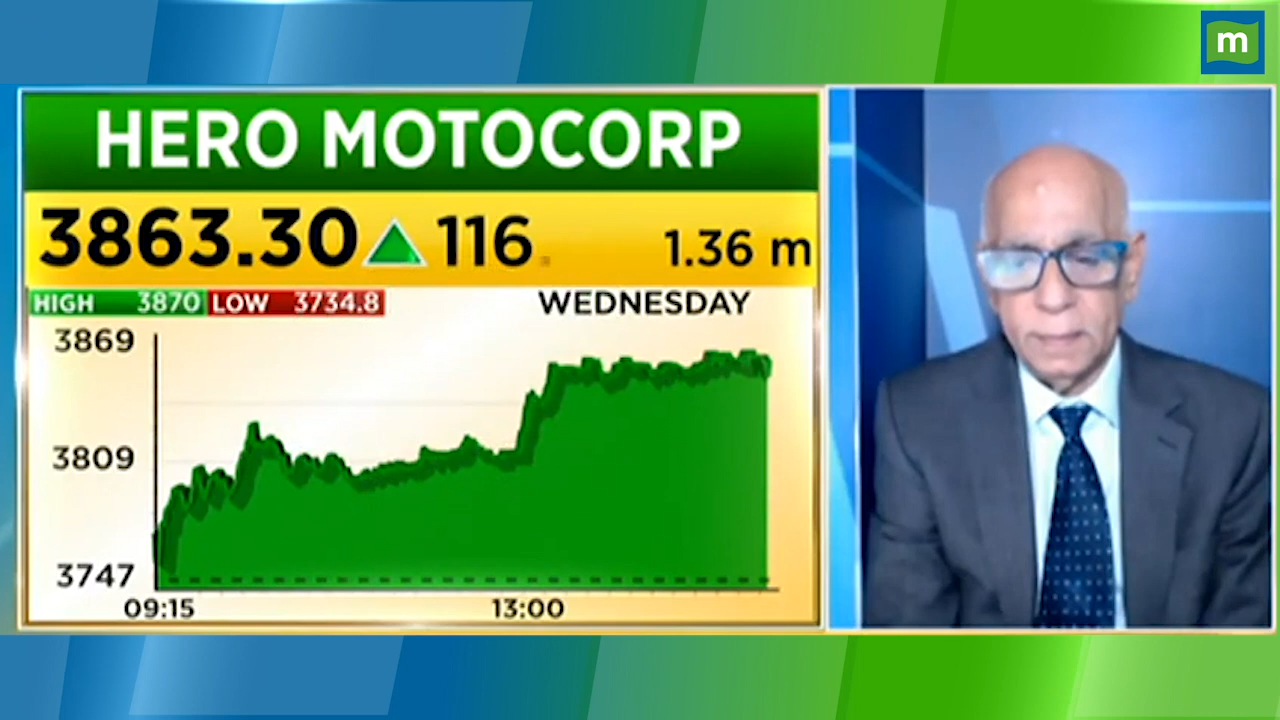 m
HERO MOTOCORP
3863.30 116 1.36 m
HIGH 3870 LOW 3734.8 WEDNESDAY
3869
3809
3747
09:15 13:00